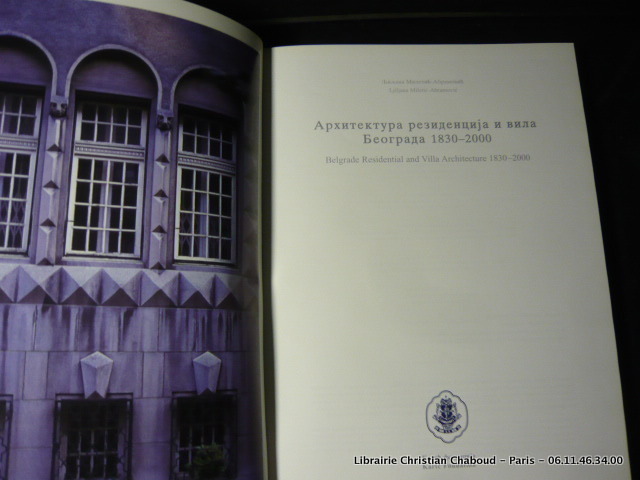 Архитектура резиденција и вила
Београда 1830–2000
Belgrade Residential and Villa Architecture 1830–2000
Librairie Christian Chaboud - Paris - 06.11.46.34.00